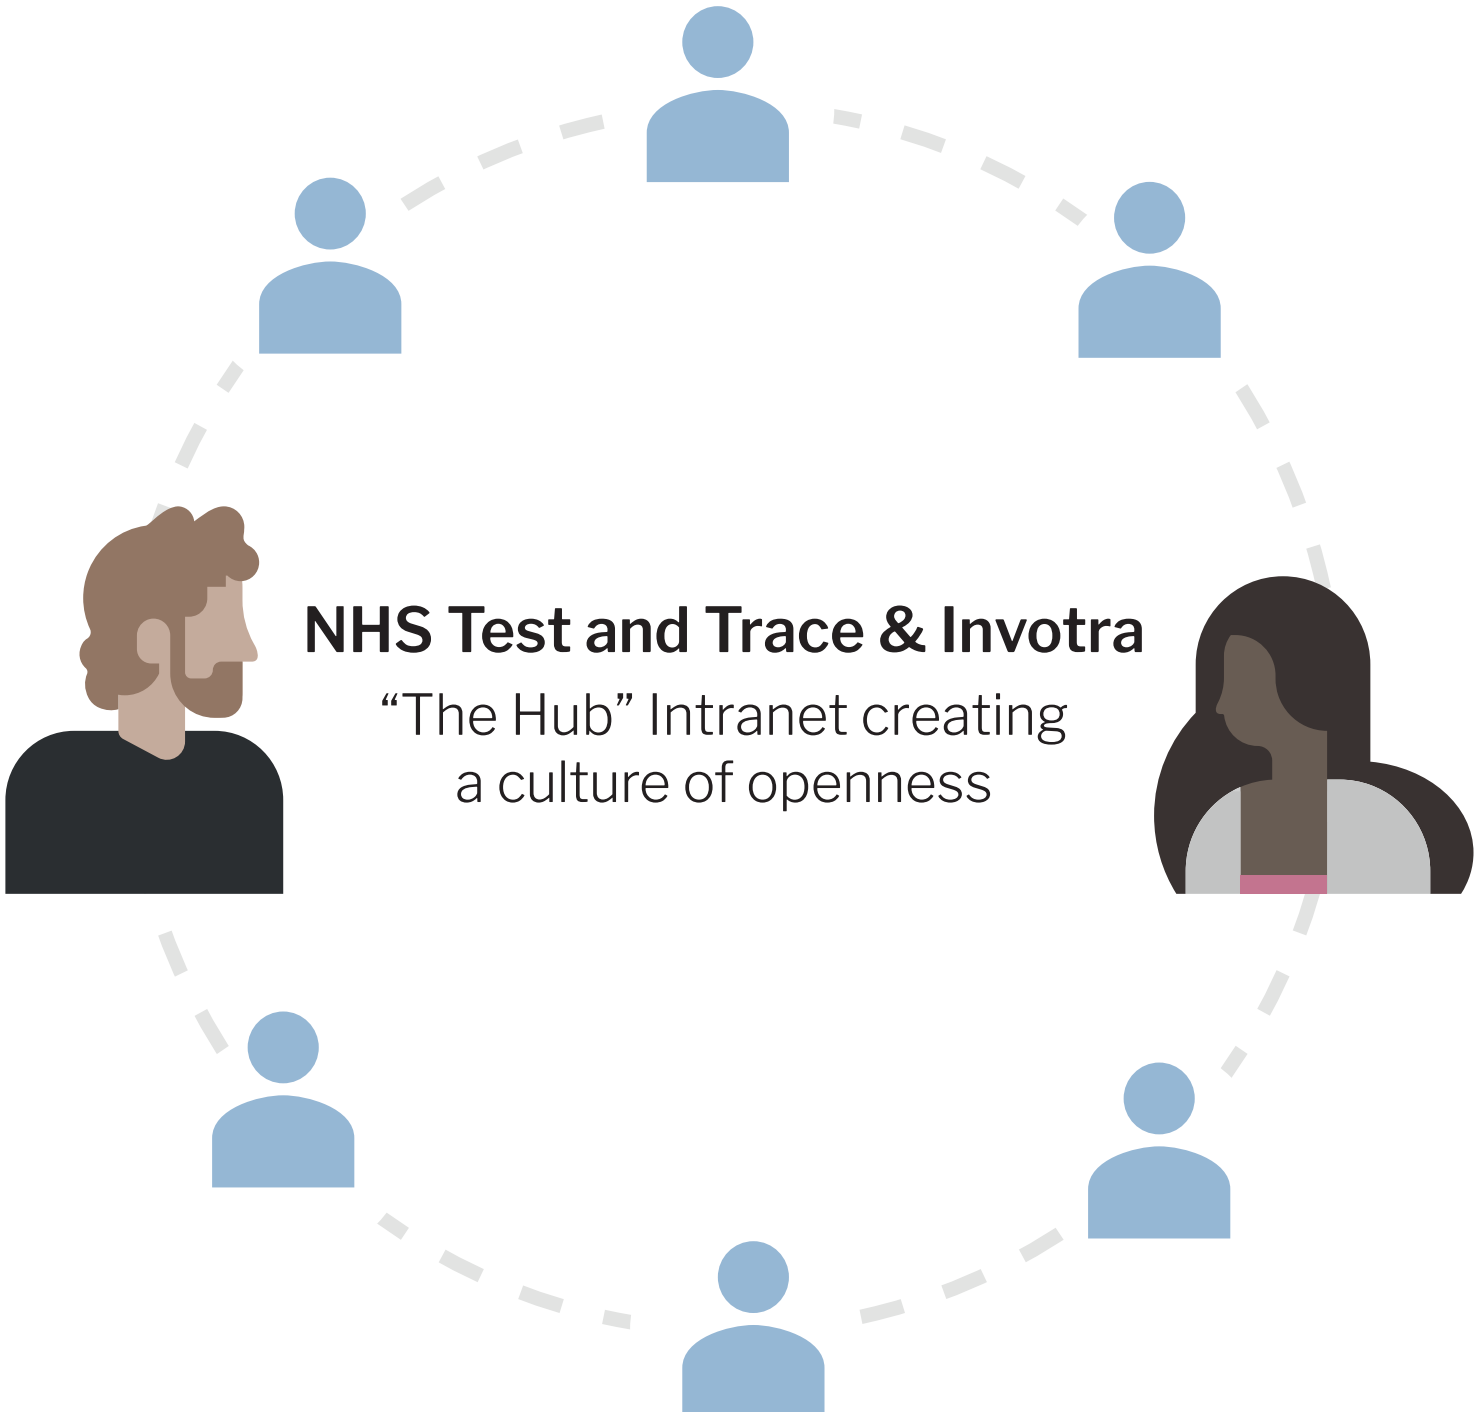 NHS Test and Trace & Invotra
“The Hub” Intranet creating
a culture of openness